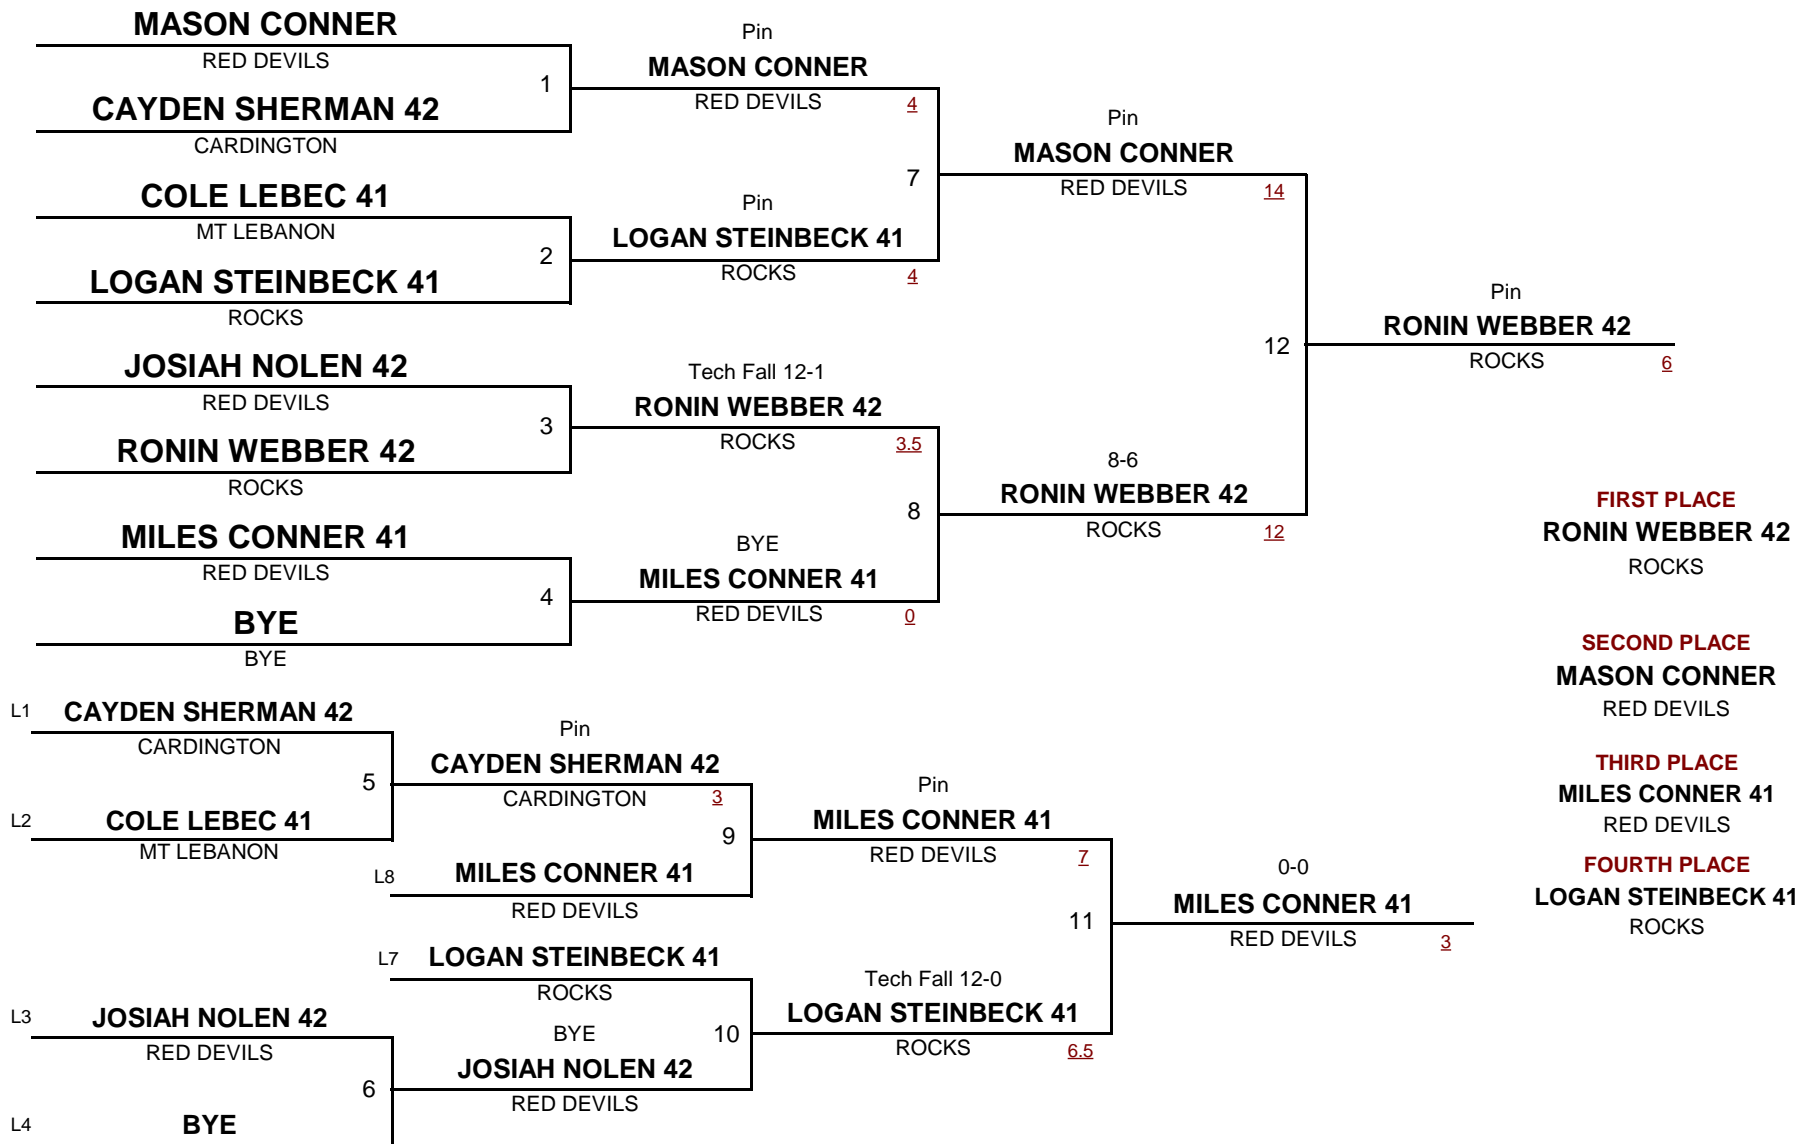 MASON CONNER
RED DEVILS
1
CAYDEN SHERMAN 42
CARDINGTON
COLE LEBEC 41
MT LEBANON
2
LOGAN STEINBECK 41
ROCKS
JOSIAH NOLEN 42
RED DEVILS
3
RONIN WEBBER 42
ROCKS
MILES CONNER 41
RED DEVILS
4
BYE
BYE
Pin
MASON CONNER
RED DEVILS 4
7
Pin
LOGAN STEINBECK 41
ROCKS 4
Tech Fall 12-1
RONIN WEBBER 42
ROCKS 3.5
8
BYE
MILES CONNER 41
RED DEVILS 0
Pin
MASON CONNER
RED DEVILS 14
12
8-6
RONIN WEBBER 42
ROCKS 12
Pin
RONIN WEBBER 42
ROCKS 6
FIRST PLACE
RONIN WEBBER 42
ROCKS
SECOND PLACE
MASON CONNER
RED DEVILS
THIRD PLACE
MILES CONNER 41
RED DEVILS
FOURTH PLACE
LOGAN STEINBECK 41
ROCKS
L1 CAYDEN SHERMAN 42
CARDINGTON
5
L2 COLE LEBEC 41
MT LEBANON
L3 JOSIAH NOLEN 42
RED DEVILS
6
L4 BYE
Pin
CAYDEN SHERMAN 42
CARDINGTON 3
9
L8 MILES CONNER 41
RED DEVILS
L7 LOGAN STEINBECK 41
ROCKS
10
BYE
JOSIAH NOLEN 42
RED DEVILS
Pin
MILES CONNER 41
RED DEVILS 7
11
Tech Fall 12-0
LOGAN STEINBECK 41
ROCKS 6.5
0-0
MILES CONNER 41
RED DEVILS 3